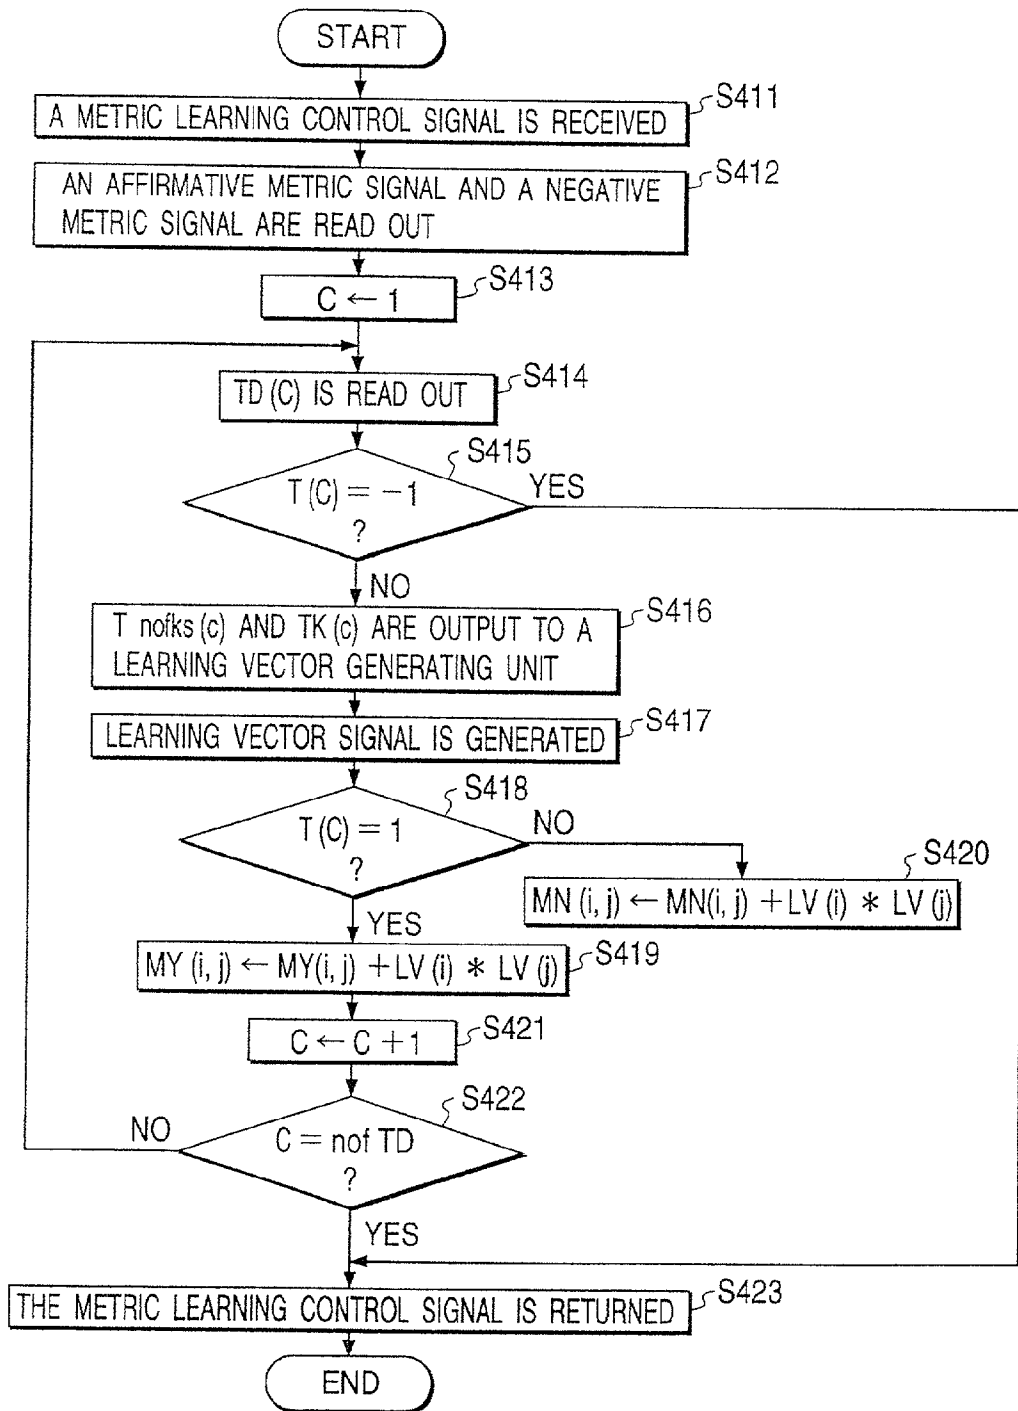 START
S411
A METRIC LEARNING CONTROL SIGNAL IS RECEIVED
S412
AN AFFIRMATIVE METRIC SIGNAL AND A NEGATIVE
METRIC SIGNAL ARE READ OUT
S413
C ← 1
S414
TD (C) IS READ OUT
S415
T (C) = −1
?
YES
NO
S416
T nofks (c) AND TK (c) ARE OUTPUT TO A
LEARNING VECTOR GENERATING UNIT
S417
LEARNING VECTOR SIGNAL IS GENERATED
S418
T (C) = 1
?
NO
YES
S420
MN (i, j) ← MN(i, j) + LV (i) * LV (j)
S419
MY (i, j) ← MY(i, j) + LV (i) * LV (j)
S421
C ← C + 1
S422
C = nof TD
?
NO
YES
S423
THE METRIC LEARNING CONTROL SIGNAL IS RETURNED
END